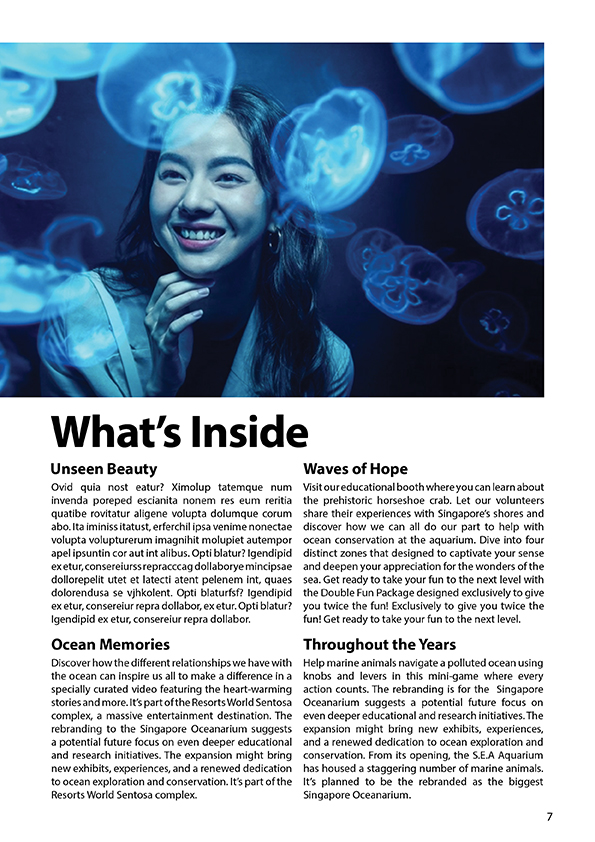 What's Inside
Unseen Beauty
Ovid quia nost eatur? Ximolup tatemque num
invenda poreped escianita nonem res eum reritia
quatibe rovitatur aligene volupta dolumque corum
abo. Ita iminiss itatust, erferchil ipsa venime nonectae
volupta volupturerum imagnihit molupiet autempor
apel ipsuntin cor aut int alibus. Opti blatur? Igendipid
ex etur, consereiurss repracccag dollaborye mincipsae
dollorepelit utet et latecti atent pelenem int, quaes
dolorendusa se vjhkolent. Opti blaturfsf? Igendipid
ex etur, consereiur repra dollabor, ex etur. Opti blatur?
Igendipid ex etur, consereiur repra dollabor.
Ocean Memories
Discover how the different relationships we have with
the ocean can inspire us all to make a difference in a
specially curated video featuring the heart-warming
stories and more. It's part of the Resorts World Sentosa
complex, a massive entertainment destination. The
rebranding to the Singapore Oceanarium suggests
a potential future focus on even deeper educational
and research initiatives. The expansion might bring
new exhibits, experiences, and a renewed dedication
to ocean exploration and conservation. It's part of the
Resorts World Sentosa complex.
Waves of Hope
Visit our educational booth where you can learn about
the prehistoric horseshoe crab. Let our volunteers
share their experiences with Singapore's shores and
discover how we can all do our part to help with
ocean conservation at the aquarium. Dive into four
distinct zones that designed to captivate your sense
and deepen your appreciation for the wonders of the
sea. Get ready to take your fun to the next level with
the Double Fun Package designed exclusively to give
you twice the fun! Exclusively to give you twice the
fun! Get ready to take your fun to the next level.
Throughout the Years
Help marine animals navigate a polluted ocean using
knobs and levers in this mini-game where every
action counts. The rebranding is for the Singapore
Oceanarium suggests a potential future focus on
even deeper educational and research initiatives. The
expansion might bring new exhibits, experiences,
and a renewed dedication to ocean exploration and
conservation. From its opening, the S.E.A Aquarium
has housed a staggering number of marine animals.
It's planned to be the rebranded as the biggest
Singapore Oceanarium.
7